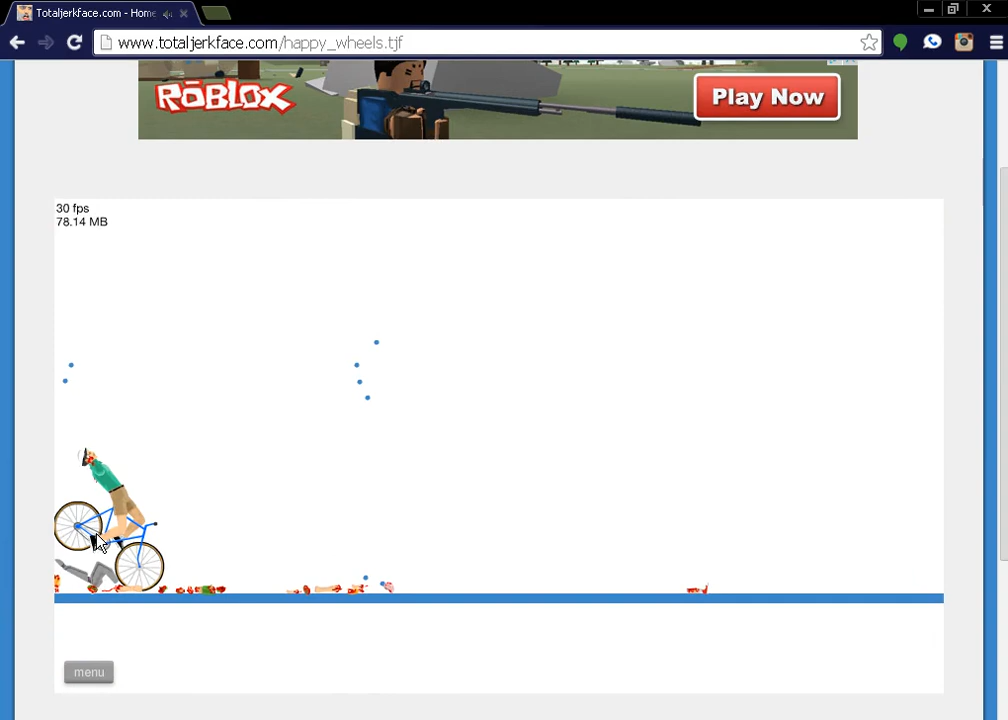 Totaljerkface.com - Home
www.totaljerkface.com/happy_wheels.tjf
ROBLOX
Play Now
30 fps
78.14 MB
menu